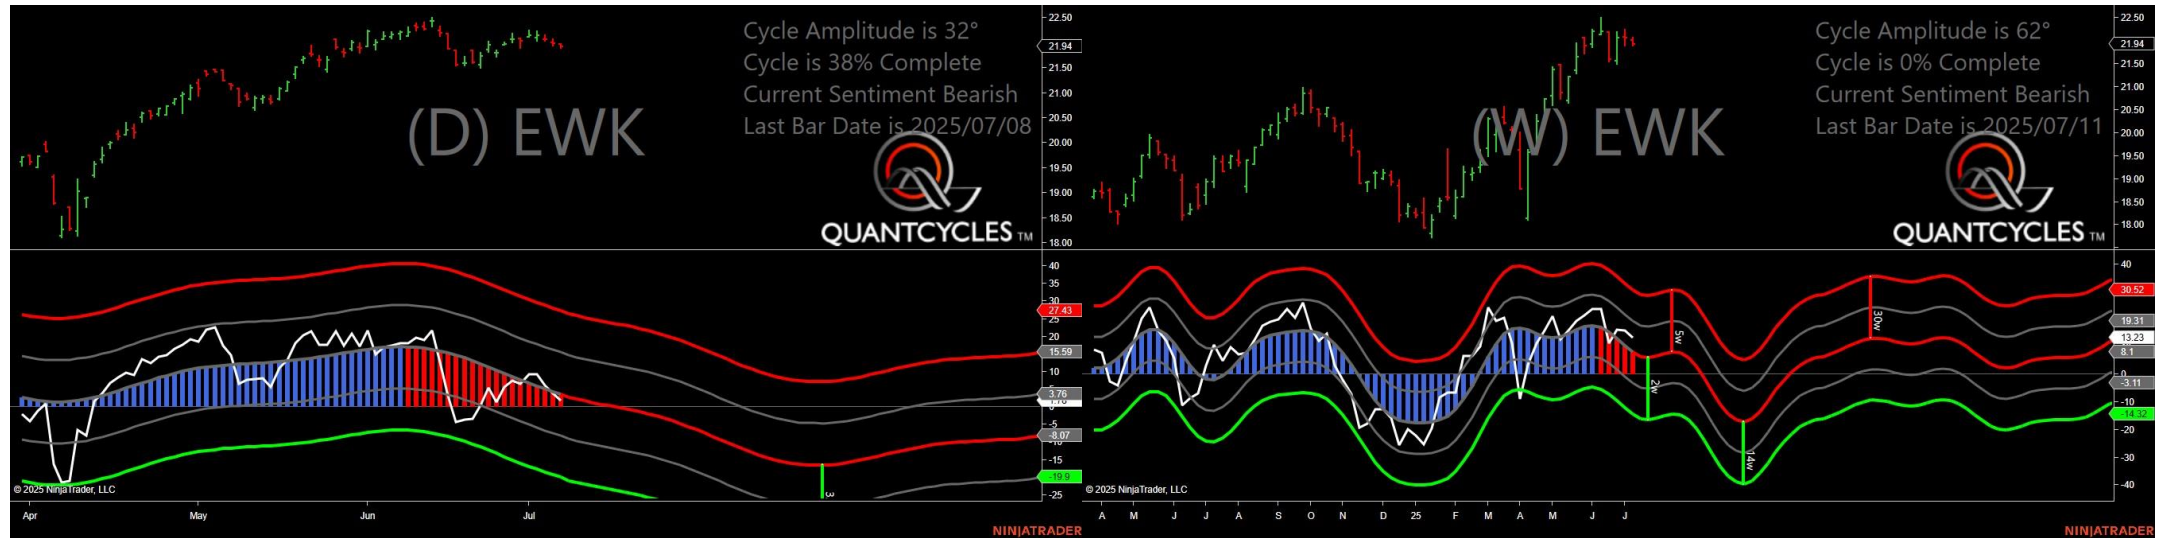 Cycle Amplitude is 32°
Cycle is 38% Complete
Current Sentiment Bearish
Last Bar Date is 2025/07/08
(D) EWK
QUANTCYCLES TM
22.50
21.94
21.50
21.00
20.50
20.00
19.50
19.00
18.50
18.00
40
35
30
27.43
25
20
15.59
10
5
3.76
0
-5
-8.07
-15
-19.9
-25
3
© 2025 NinjaTrader, LLC
Apr May Jun Jul
NINJATRADER
Cycle Amplitude is 62°
Cycle is 0% Complete
Current Sentiment Bearish
Last Bar Date is 2025/07/11
(W) EWK
QUANTCYCLES TM
22.50
21.94
21.50
21.00
20.50
20.00
19.50
19.00
18.50
18.00
40
30.52
19.31
13.23
8.1
0
-3.11
-10
-14.32
-20
-30
-40
5w
2w
14w
30w
© 2025 NinjaTrader, LLC
A M J J A S O N D 25 F M A M J J
NINJATRADER